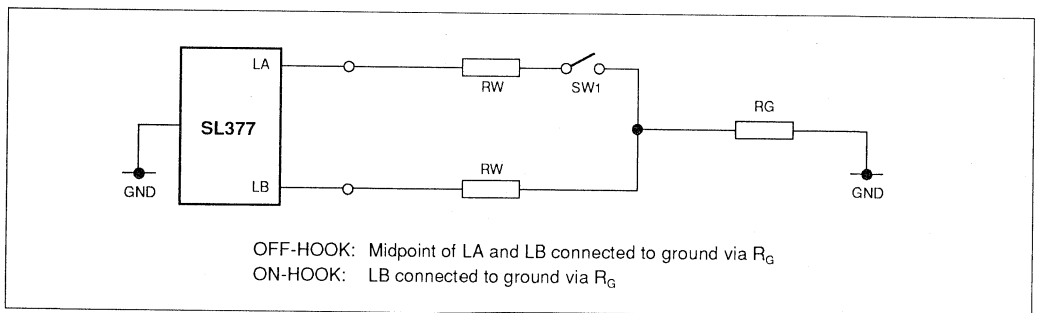 LA
RW
SW1
RG
SL377
GND
LB
RW
GND
OFF-HOOK: Midpoint of LA and LB connected to ground via RG
ON-HOOK: LB connected to ground via RG